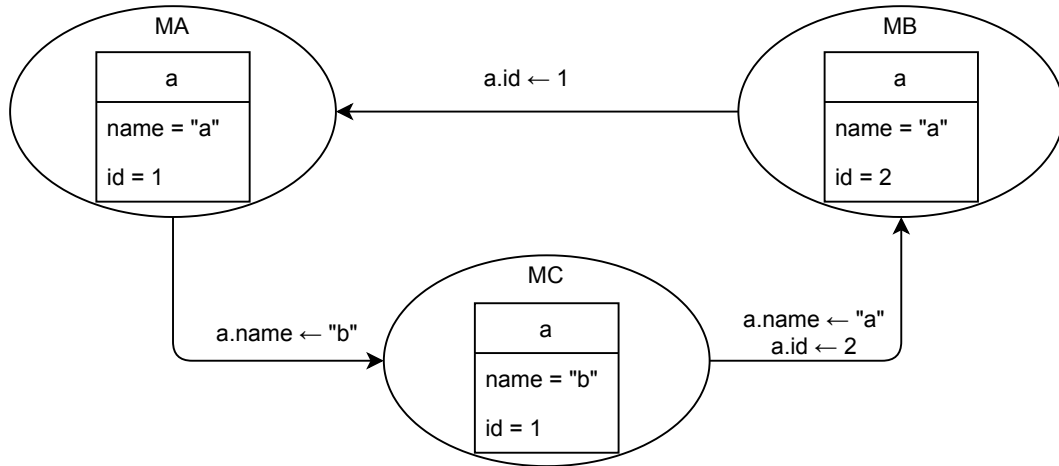 MA
a
name = "a"
id = 1
a.id ← 1
MB
a
name = "a"
id = 2
a.name ← "b"
MC
a
name = "b"
id = 1
a.name ← "a"
a.id ← 2